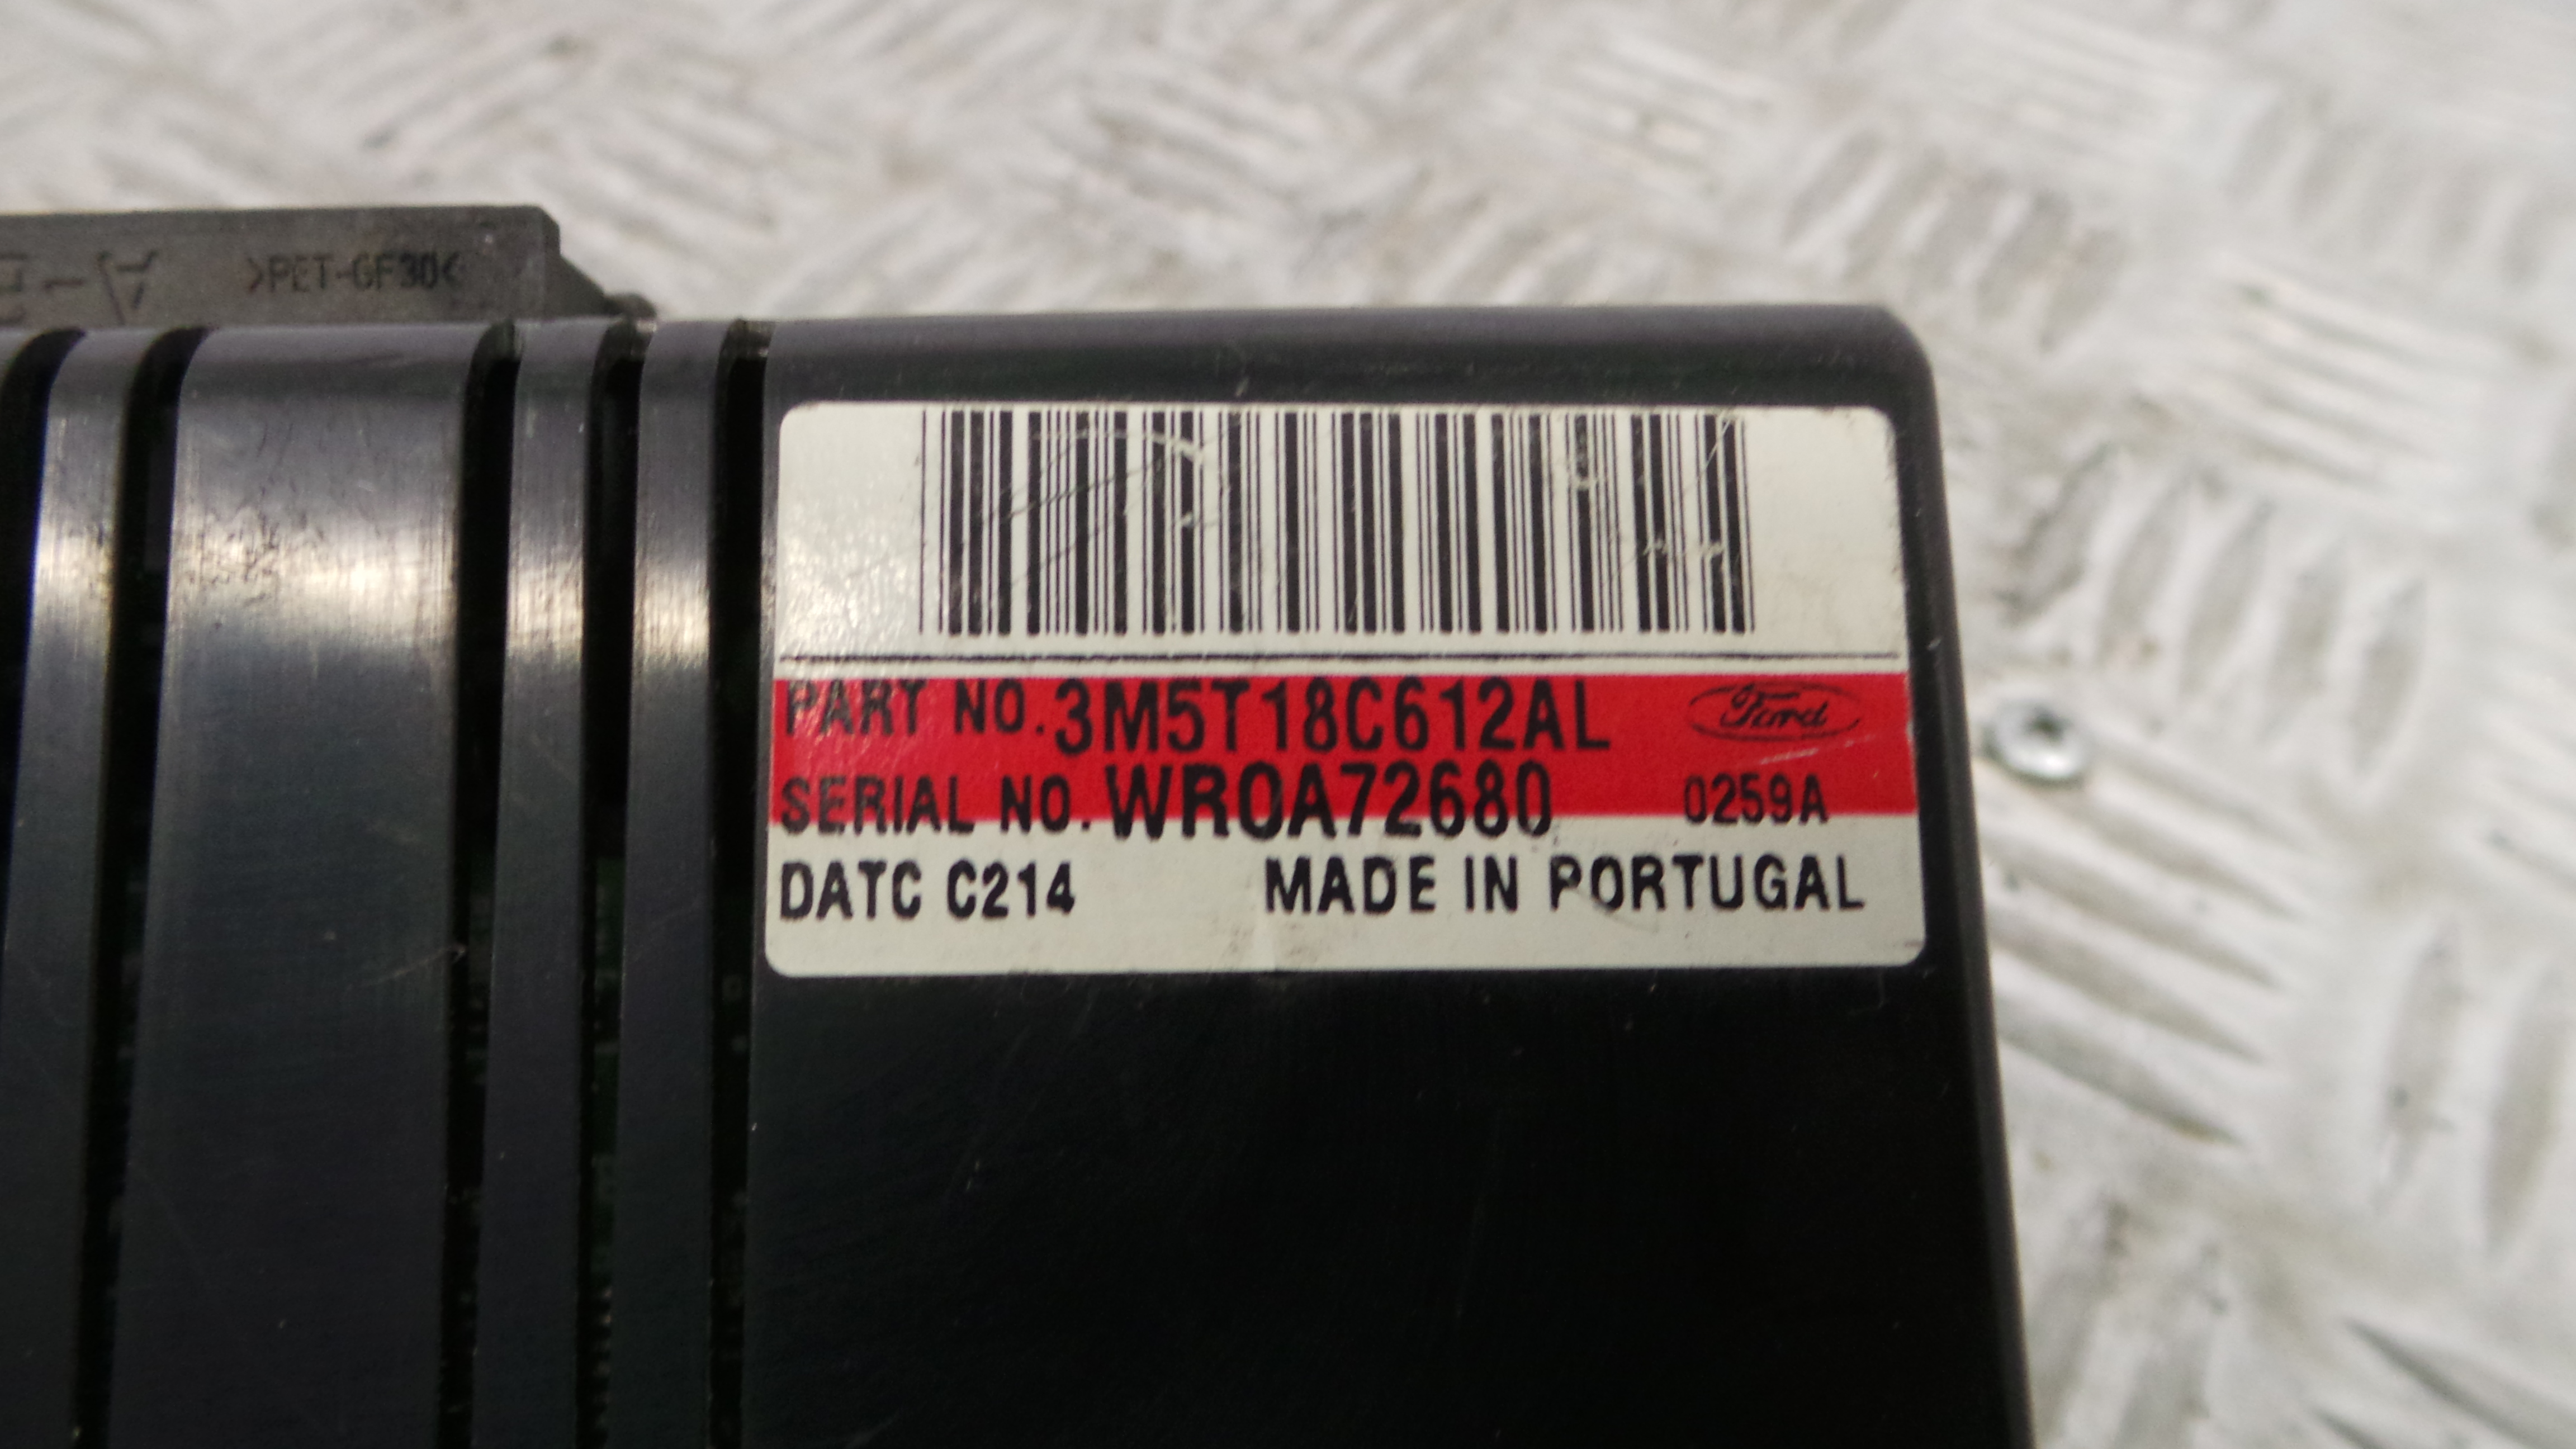 >PET-GF30<
PART NO. 3M5T18C612AL Ford
SERIAL NO. WR0A72680 0259A
DATC C214 MADE IN PORTUGAL